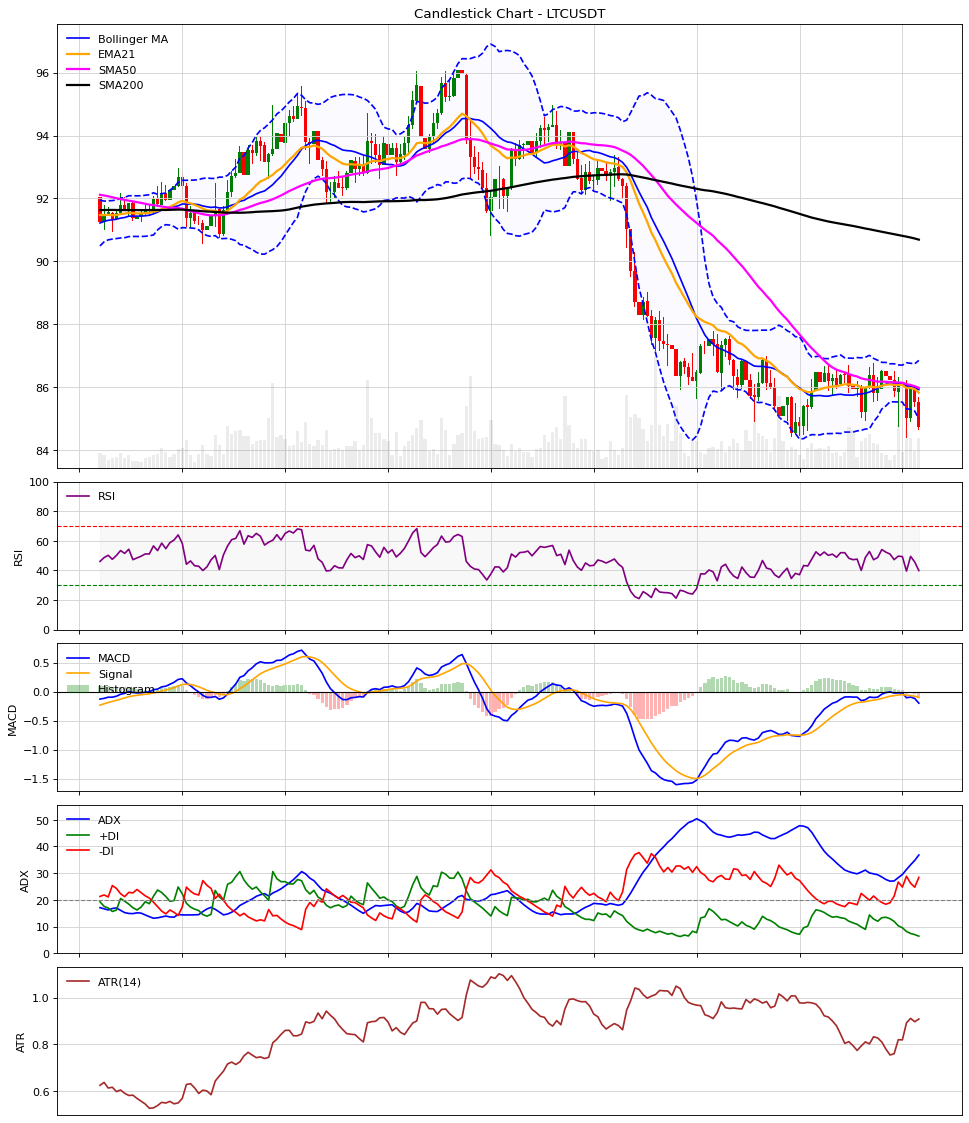 Candlestick Chart - LTCUSDT
Bollinger MA
EMA21
SMA50
SMA200
96
94
92
90
88
86
84
RSI
RSI
100
80
60
40
20
0
MACD
Signal
Histogram
MACD
0.5
0.0
−0.5
−1.0
−1.5
ADX
+DI
-DI
ADX
50
40
30
20
10
0
ATR(14)
ATR
1.0
0.8
0.6